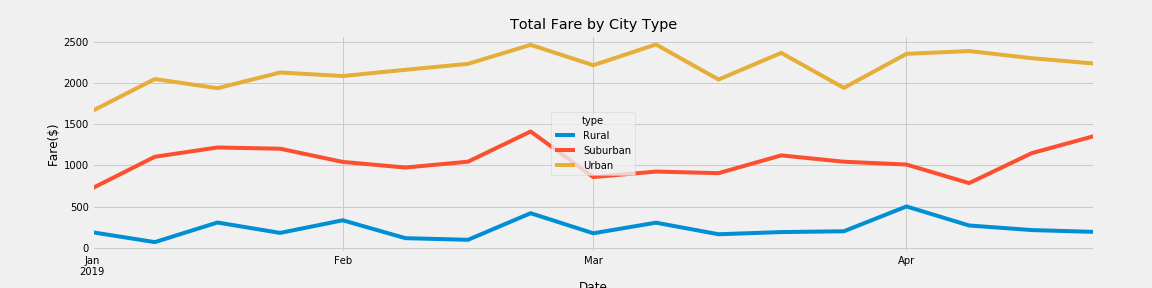 Total Fare by City Type
2500
2000
1500
1000
500
0
Fare($)
type
Rural
Suburban
Urban
Jan
2019
Feb
Mar
Apr
Date